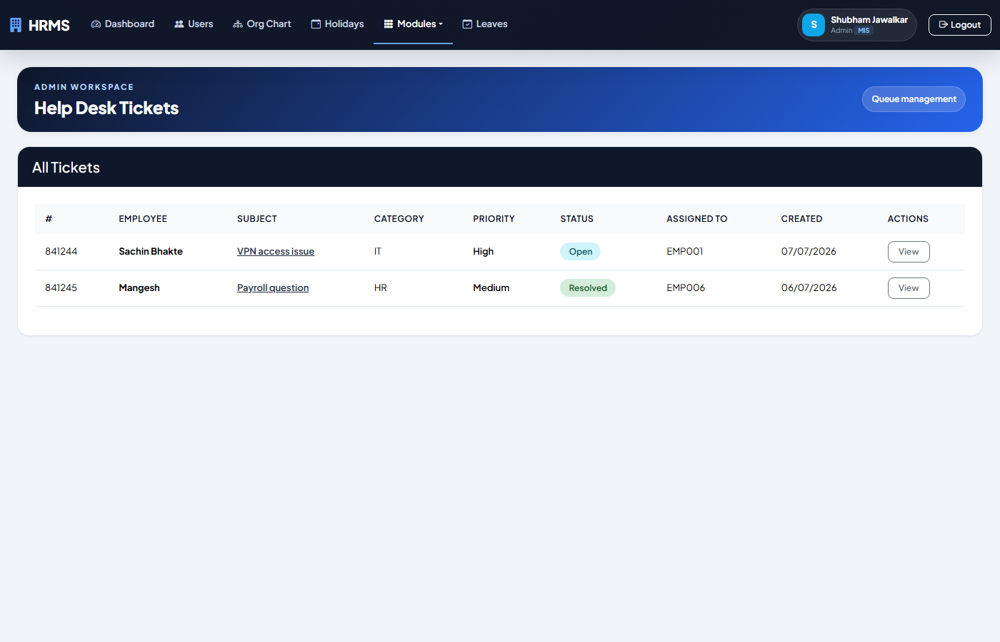 HRMS Dashboard Users Org Chart Holidays Modules Leaves S Shubham Jawalkar Logout
Admin MIS
ADMIN WORKSPACE
Help Desk Tickets
Queue management
All Tickets
# EMPLOYEE SUBJECT CATEGORY PRIORITY STATUS ASSIGNED TO CREATED ACTIONS
841244 Sachin Bhakte VPN access issue IT High Open EMP001 07/07/2026 View
841245 Mangesh Payroll question HR Medium Resolved EMP006 06/07/2026 View